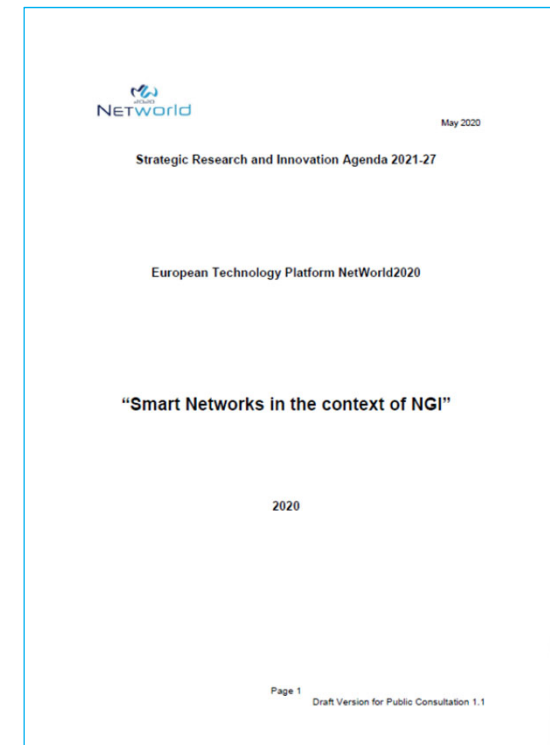 2020
NETWorld
May 2020
Strategic Research and Innovation Agenda 2021-27
European Technology Platform NetWorld2020
“Smart Networks in the context of NGI”
2020
Page 1
Draft Version for Public Consultation 1.1